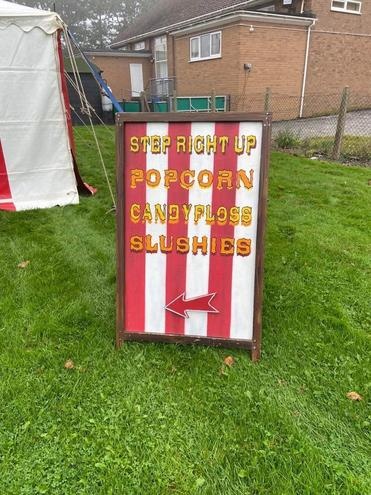 STEP RIGHT UP
POPCORN
CANDYFLOSS
SLUSHIES